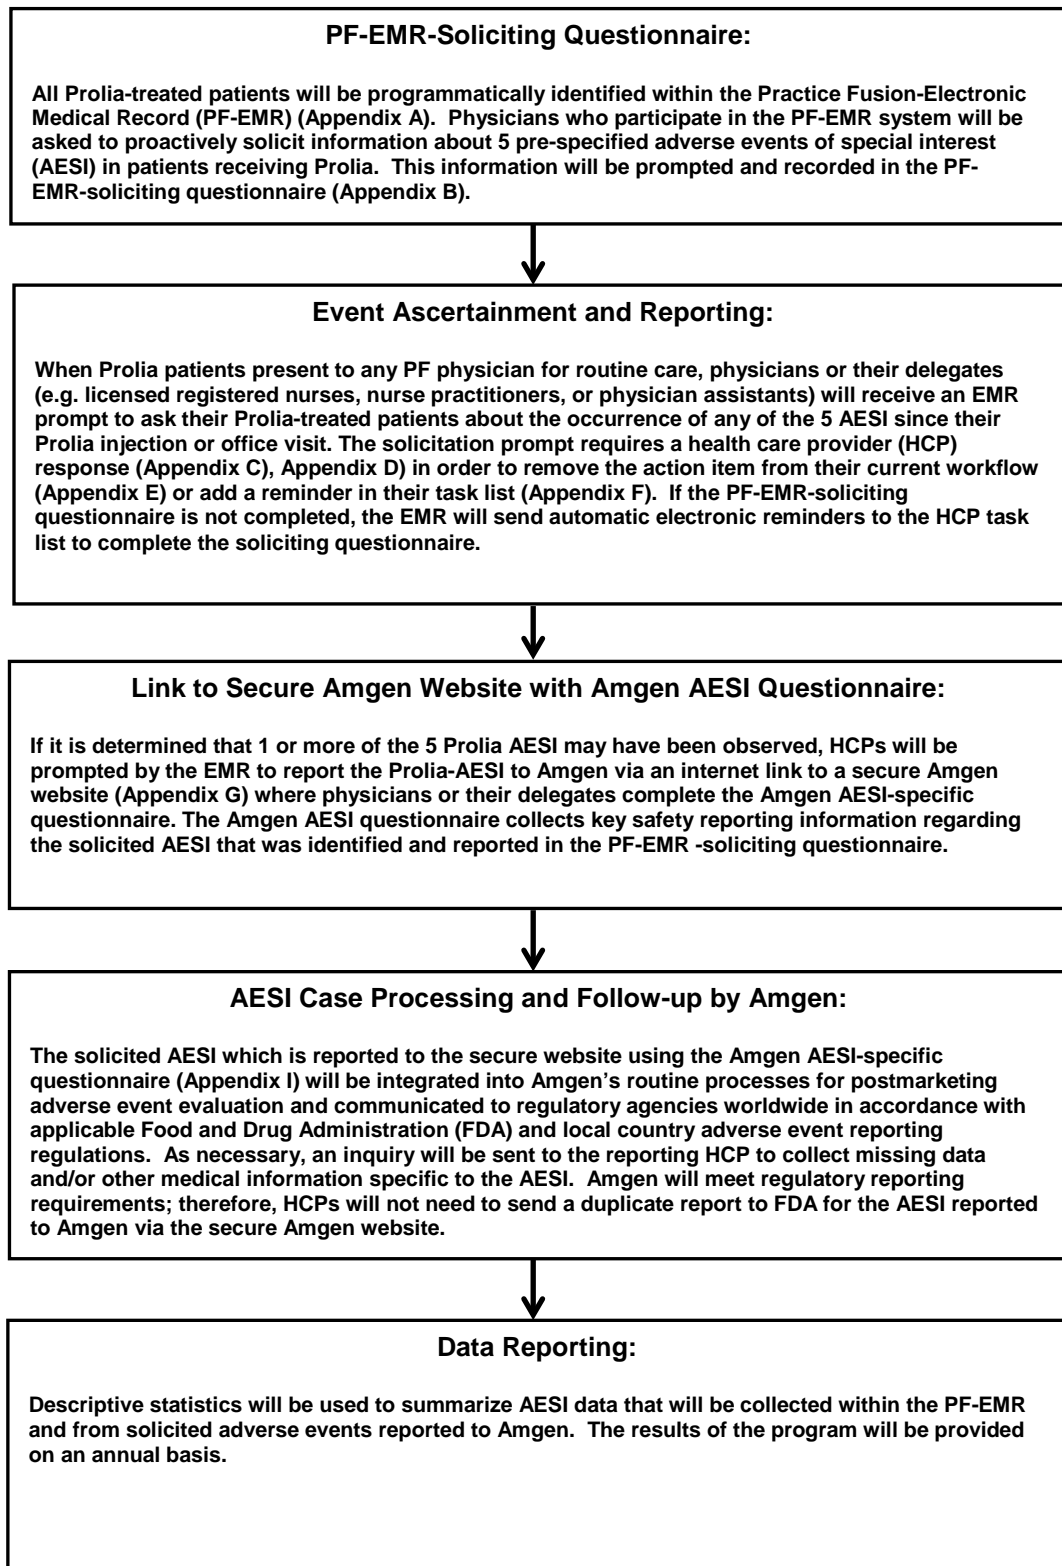 PF-EMR-Soliciting Questionnaire:
All Prolia-treated patients will be programmatically identified within the Practice Fusion-Electronic
Medical Record (PF-EMR) (Appendix A).  Physicians who participate in the PF-EMR system will be
asked to proactively solicit information about 5 pre-specified adverse events of special interest
(AESI) in patients receiving Prolia.  This information will be prompted and recorded in the PF-
EMR-soliciting questionnaire (Appendix B).
Event Ascertainment and Reporting:
When Prolia patients present to any PF physician for routine care, physicians or their delegates
(e.g. licensed registered nurses, nurse practitioners, or physician assistants) will receive an EMR
prompt to ask their Prolia-treated patients about the occurrence of any of the 5 AESI since their
Prolia injection or office visit. The solicitation prompt requires a health care provider (HCP)
response (Appendix C), Appendix D) in order to remove the action item from their current workflow
(Appendix E) or add a reminder in their task list (Appendix F).  If the PF-EMR-soliciting
questionnaire is not completed, the EMR will send automatic electronic reminders to the HCP task
list to complete the soliciting questionnaire.
Link to Secure Amgen Website with Amgen AESI Questionnaire:
If it is determined that 1 or more of the 5 Prolia AESI may have been observed, HCPs will be
prompted by the EMR to report the Prolia-AESI to Amgen via an internet link to a secure Amgen
website (Appendix G) where physicians or their delegates complete the Amgen AESI-specific
questionnaire. The Amgen AESI questionnaire collects key safety reporting information regarding
the solicited AESI that was identified and reported in the PF-EMR -soliciting questionnaire.
AESI Case Processing and Follow-up by Amgen:
The solicited AESI which is reported to the secure website using the Amgen AESI-specific
questionnaire (Appendix I) will be integrated into Amgen's routine processes for postmarketing
adverse event evaluation and communicated to regulatory agencies worldwide in accordance with
applicable Food and Drug Administration (FDA) and local country adverse event reporting
regulations.  As necessary, an inquiry will be sent to the reporting HCP to collect missing data
and/or other medical information specific to the AESI.  Amgen will meet regulatory reporting
requirements; therefore, HCPs will not need to send a duplicate report to FDA for the AESI reported
to Amgen via the secure Amgen website.
Data Reporting:
Descriptive statistics will be used to summarize AESI data that will be collected within the PF-EMR
and from solicited adverse events reported to Amgen.  The results of the program will be provided
on an annual basis.